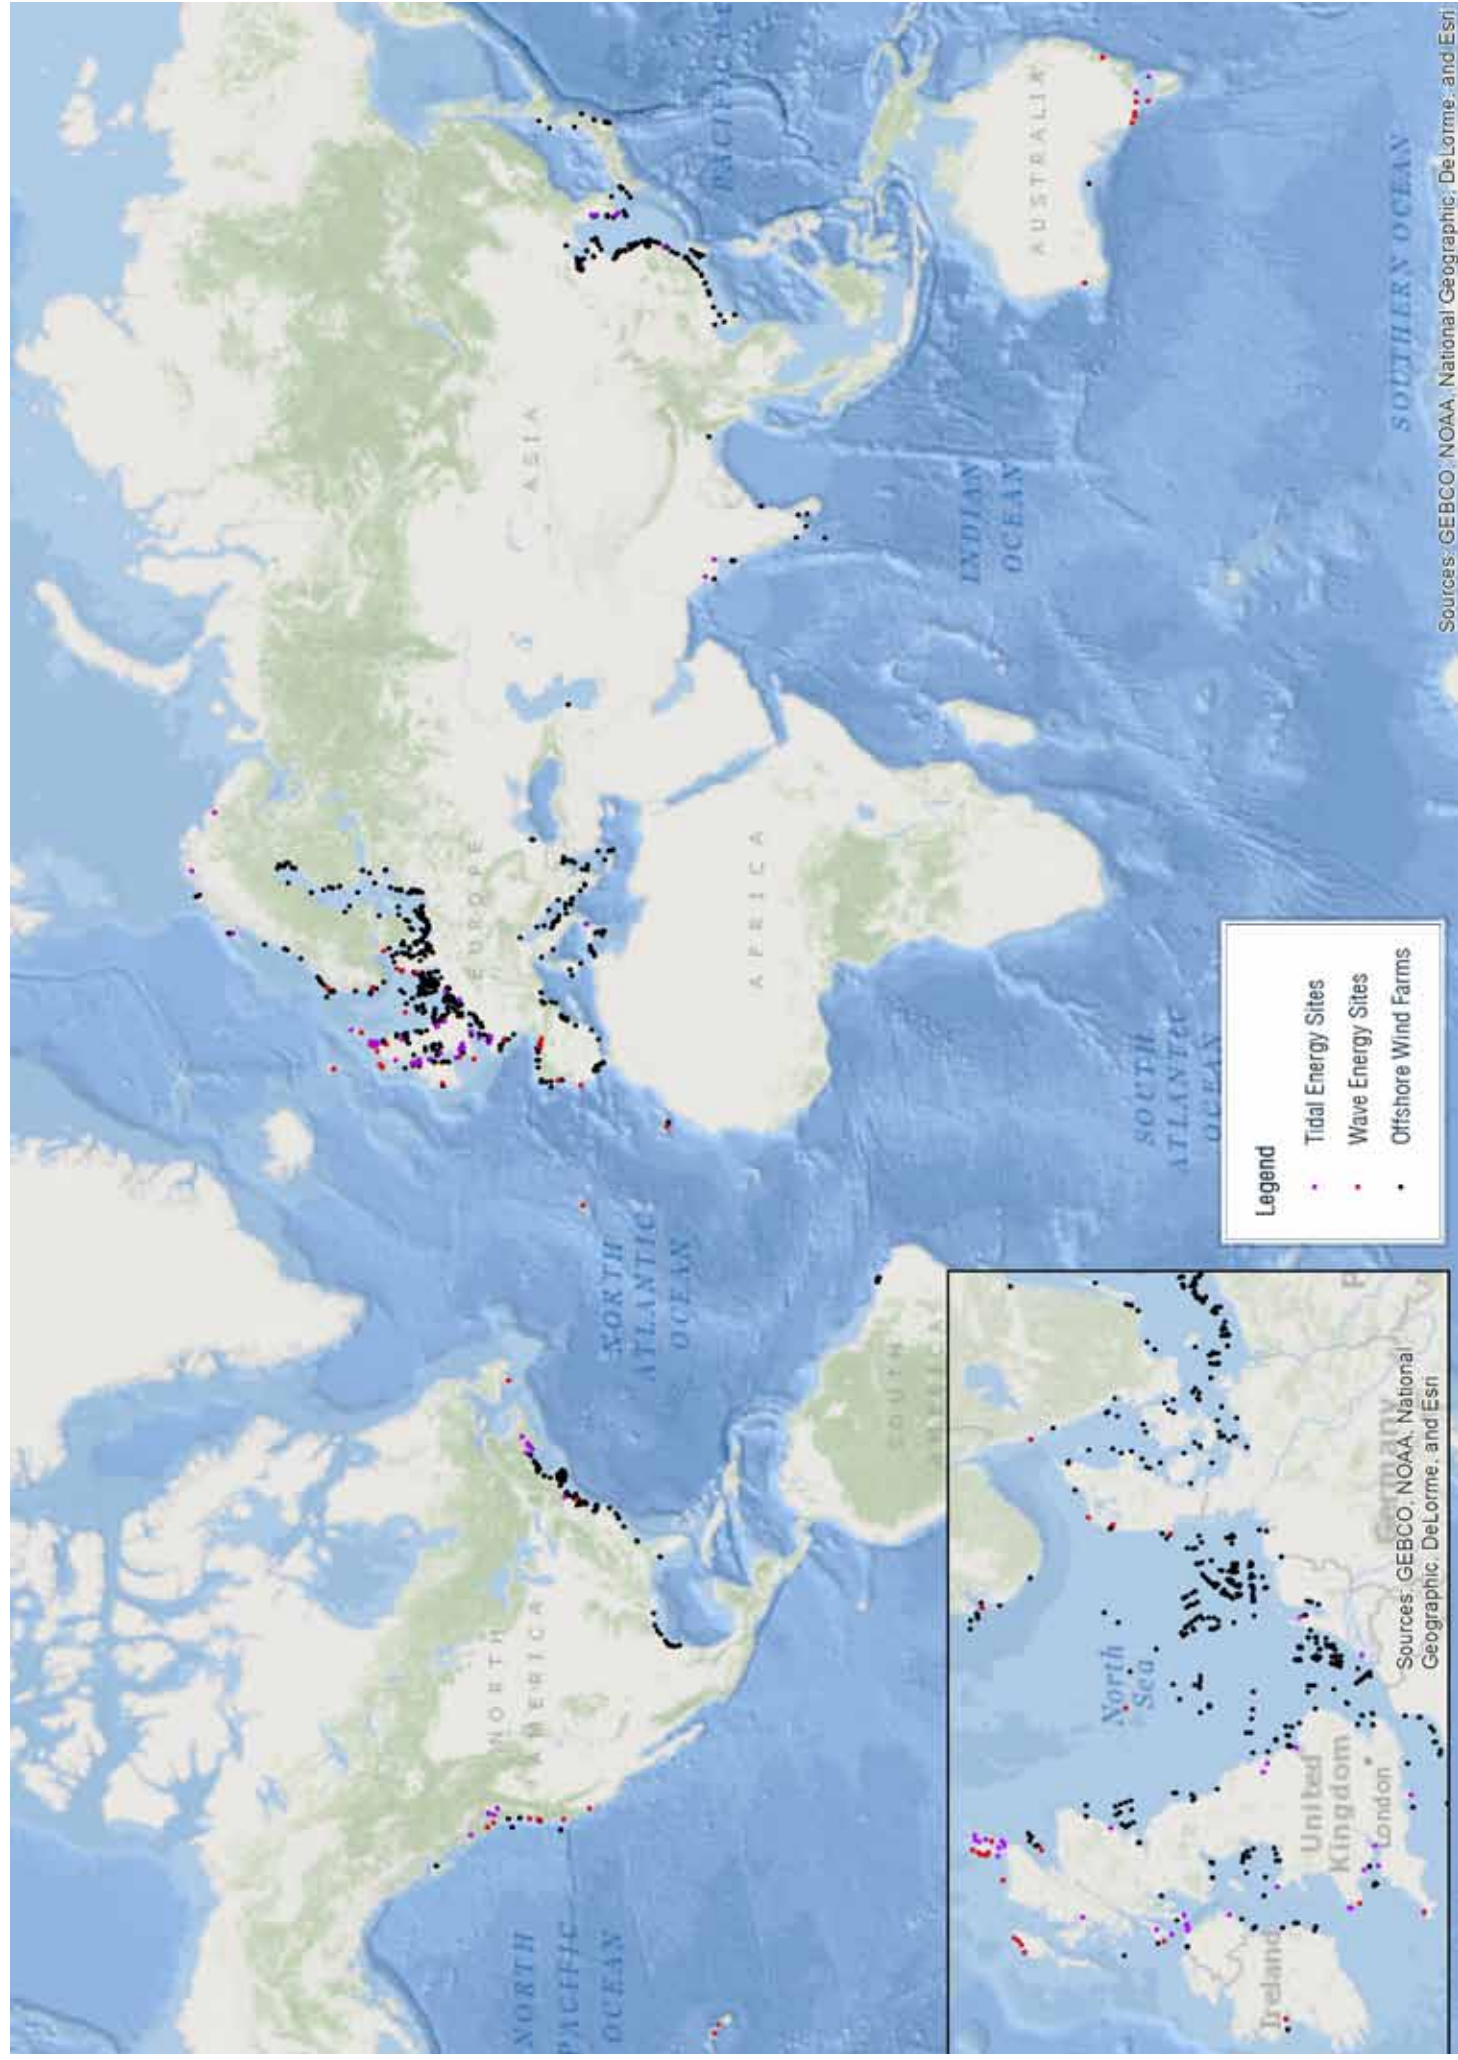 ASIA
EUROPE
AFRICA
AUSTRALIA
NORTH
AMERICA
SOUTH
AMERICA
NORTH
PACIFIC
OCEAN
NORTH
ATLANTIC
OCEAN
SOUTH
ATLANTIC
OCEAN
INDIAN
OCEAN
PACIFIC
SOUTHERN OCEAN
Legend
Tidal Energy Sites
Wave Energy Sites
Offshore Wind Farms
North
Sea
United
Kingdom
London
Ireland
Germany
Sources: GEBCO, NOAA, National
Geographic, DeLorme, and Esri
Sources: GEBCO, NOAA, National Geographic, DeLorme, and Esri